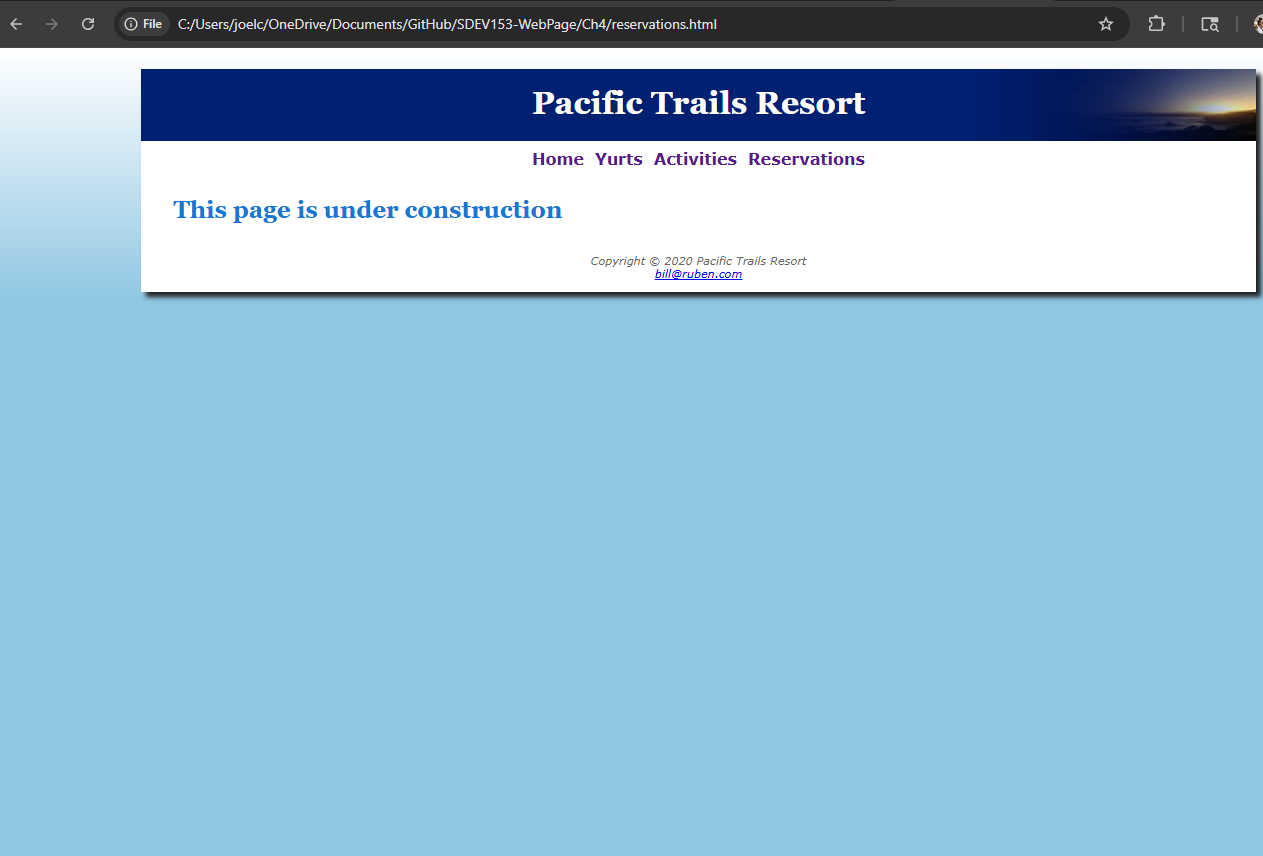 File C:/Users/joelc/OneDrive/Documents/GitHub/SDEV153-WebPage/Ch4/reservations.html
Pacific Trails Resort
Home Yurts Activities Reservations
This page is under construction
Copyright © 2020 Pacific Trails Resort
bill@ruben.com